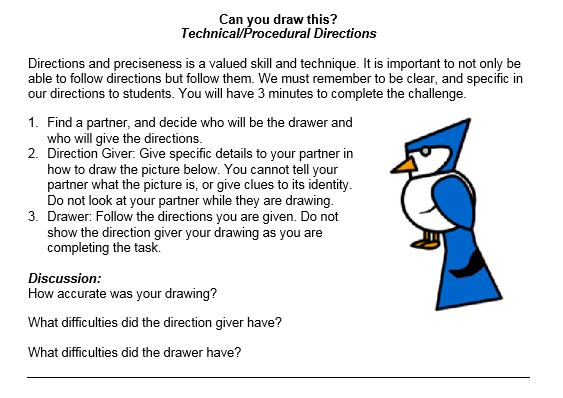 Can you draw this?
Technical/Procedural Directions
Directions and preciseness is a valued skill and technique. It is important to not only be
able to follow directions but follow them. We must remember to be clear, and specific in
our directions to students. You will have 3 minutes to complete the challenge.
1. Find a partner, and decide who will be the drawer and
who will give the directions.
2. Direction Giver: Give specific details to your partner in
how to draw the picture below. You cannot tell your
partner what the picture is, or give clues to its identity.
Do not look at your partner while they are drawing.
3. Drawer: Follow the directions you are given. Do not
show the direction giver your drawing as you are
completing the task.
Discussion:
How accurate was your drawing?
What difficulties did the direction giver have?
What difficulties did the drawer have?